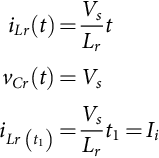 i_{Lr}(t) = \frac{V_s}{L_r} t
v_{Cr}(t) = V_s
i_{Lr (t_1)} = \frac{V_s}{L_r} t_1 = I_i